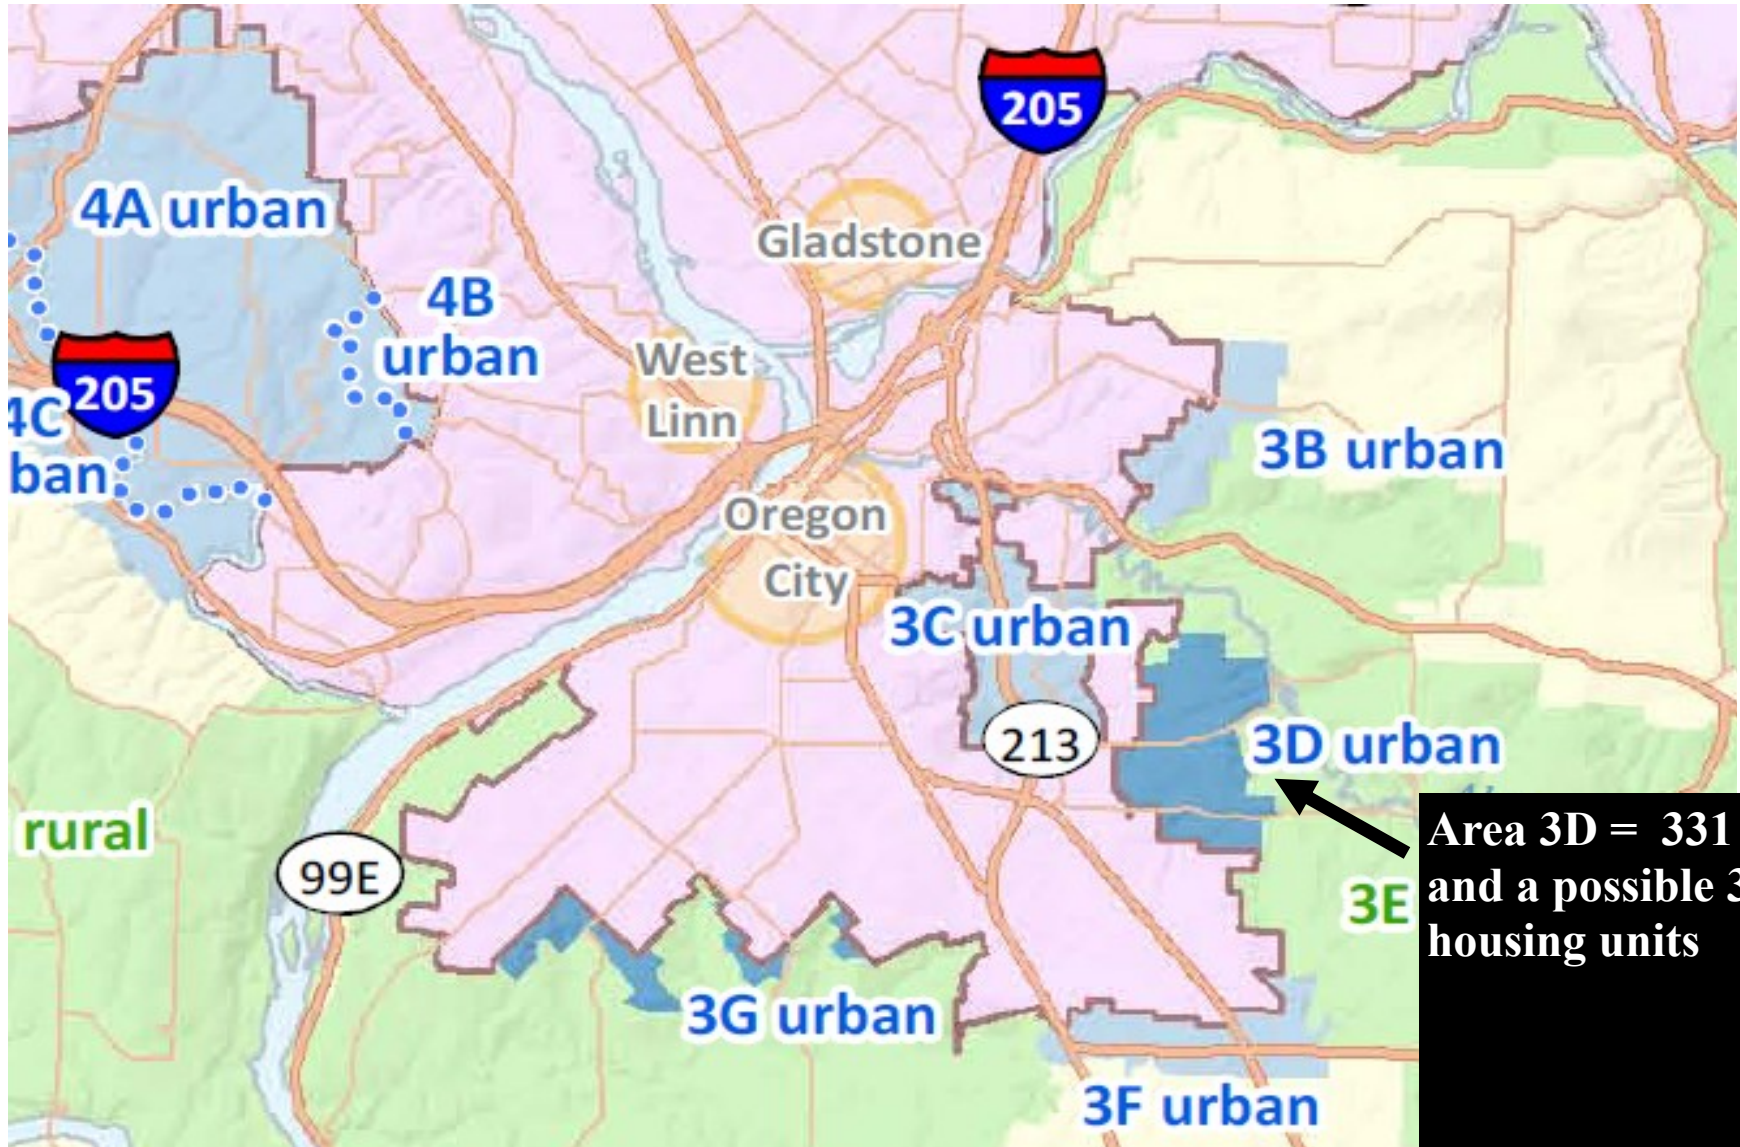 205
4A urban
Gladstone
4B
urban
West
Linn
205
4C
ban
3B urban
Oregon
City
3C urban
213
3D urban
rural
99E
Area 3D = 331
and a possible 3
housing units
3E
3G urban
3F urban